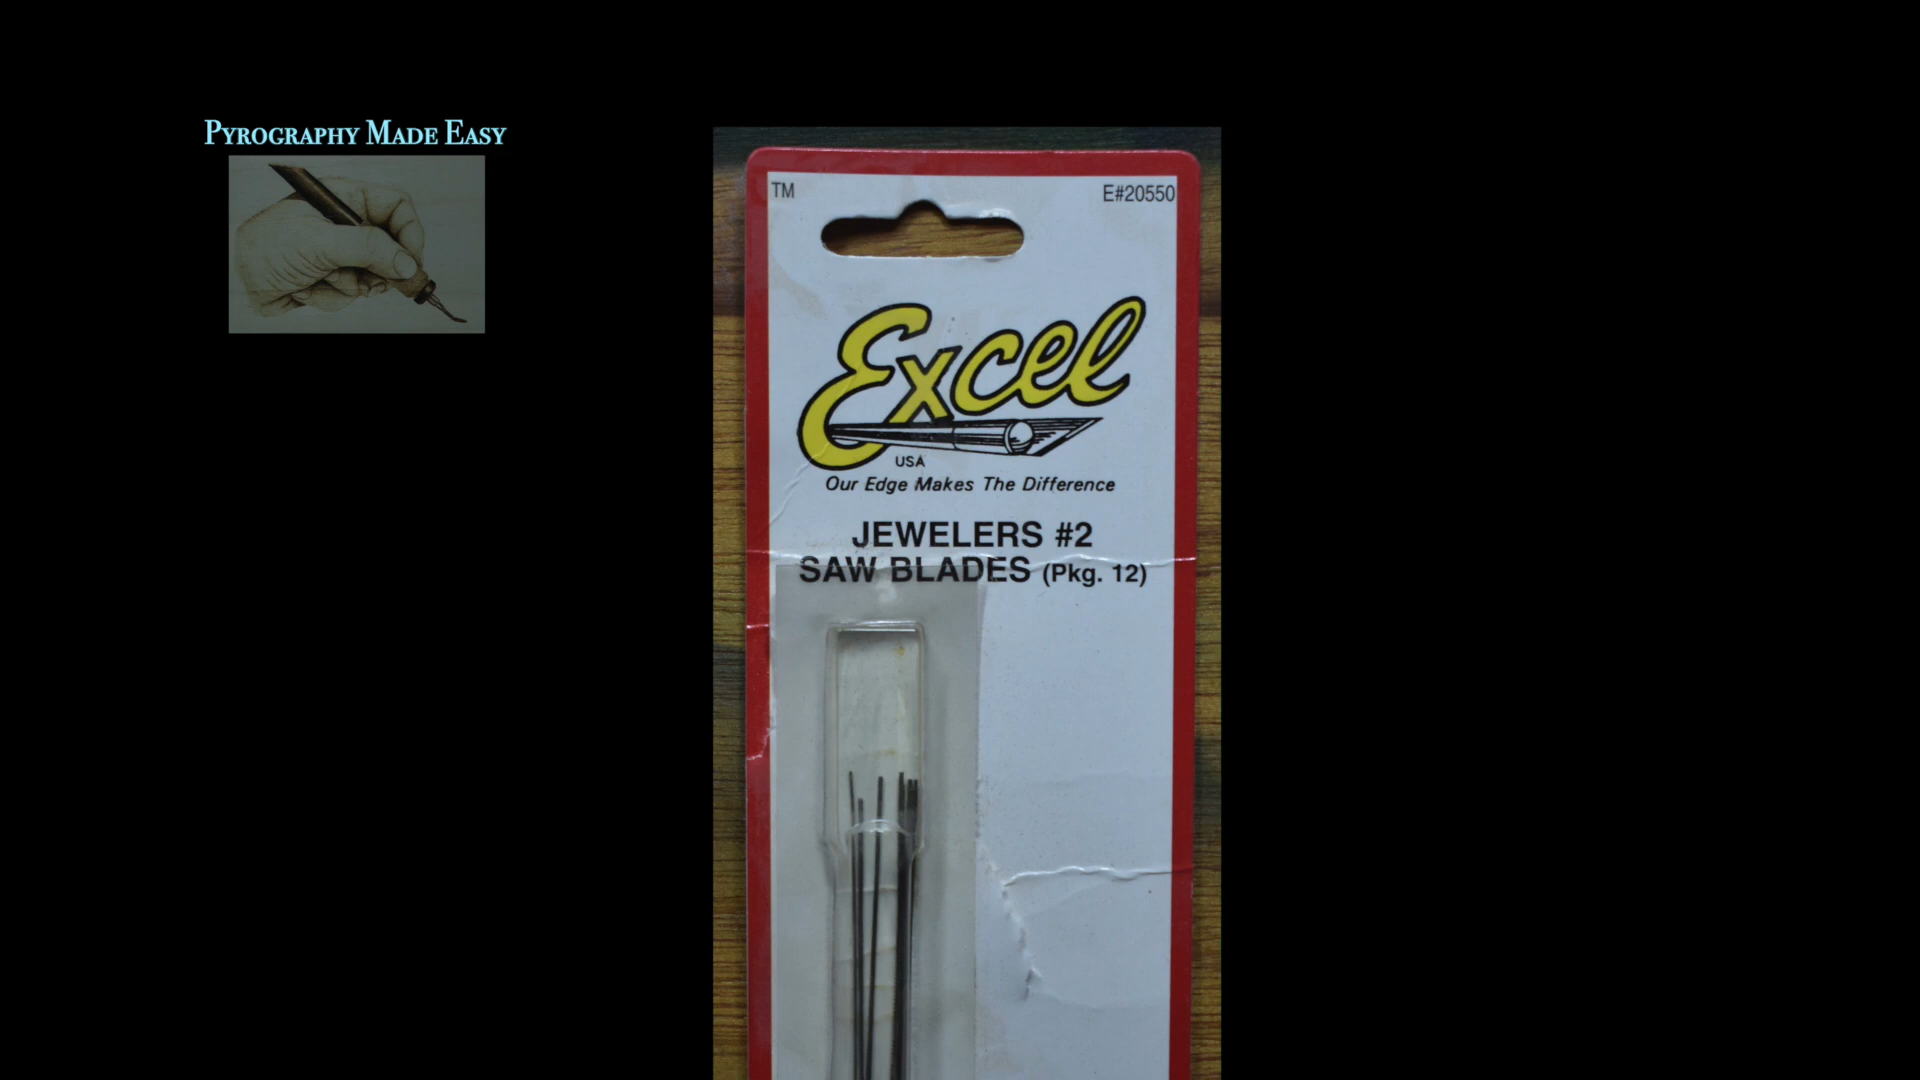 Pyrography Made Easy
TM
E#20550
Excel
USA
Our Edge Makes The Difference
JEWELERS #2
SAW BLADES (Pkg. 12)